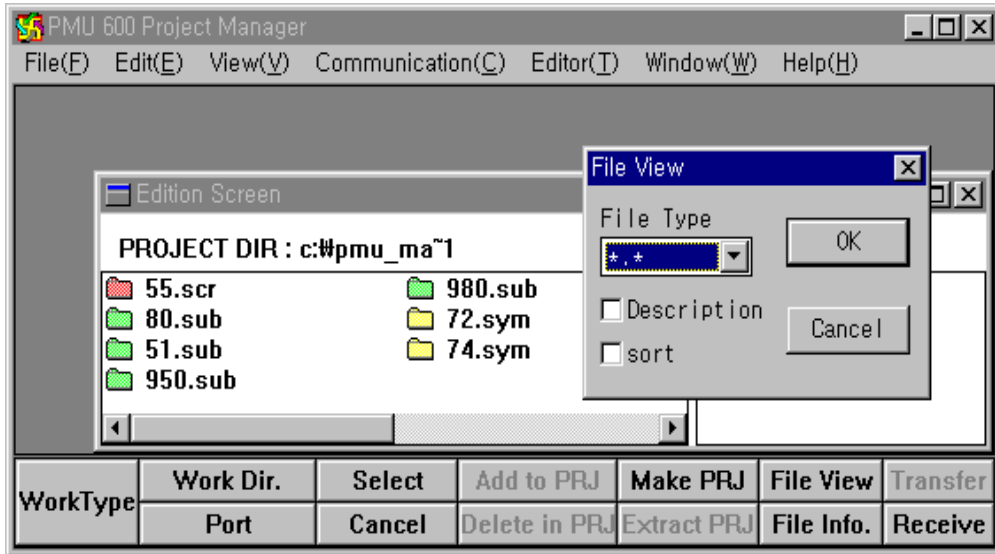 PMU 600 Project Manager
File(F) Edit(E) View(V) Communication(C) Editor(T) Window(W) Help(H)
Edition Screen
PROJECT DIR : c:#pmu_ma~1
55.scr
80.sub
51.sub
950.sub
980.sub
72.sym
74.sym
File View
File Type
*.*
Description
sort
OK
Cancel
WorkType
Work Dir. Select Add to PRJ Make PRJ File View Transfer
Port Cancel Delete in PRJ Extract PRJ File Info. Receive